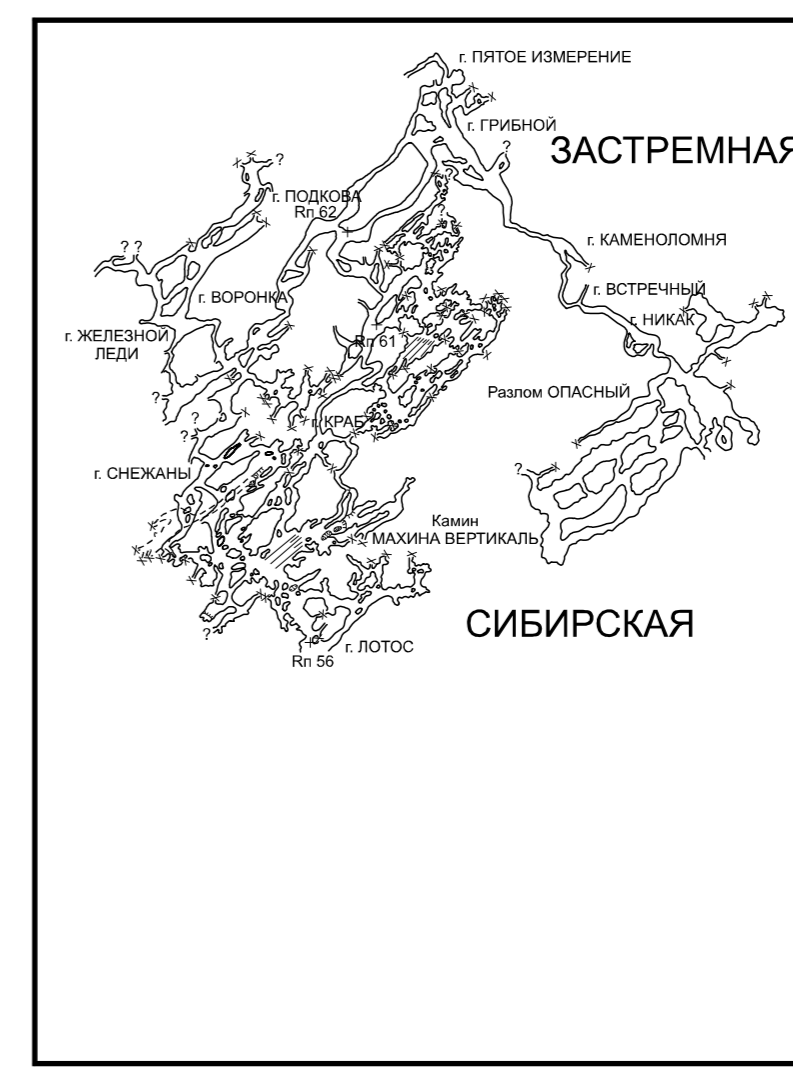 г. ПЯТОЕ ИЗМЕРЕНИЕ
г. ГРИБНОЙ
?
ЗАСТРЕМНАЯ
? ?
г. ПОДКОВА
Rп 62
?
г. КАМЕНОЛОМНЯ
? ?
г. ВОРОНКА
г. ВСТРЕЧНЫЙ
г. НИКАК
г. ЖЕЛЕЗНОЙ
ЛЕДИ
Rп 61
Разлом ОПАСНЫЙ
?
?
г. КРАБ
?
г. СНЕЖАНЫ
?
Камин
МАХИНА ВЕРТИКАЛЬ
?
СИБИРСКАЯ
?
г. ЛОТОС
Rп 56